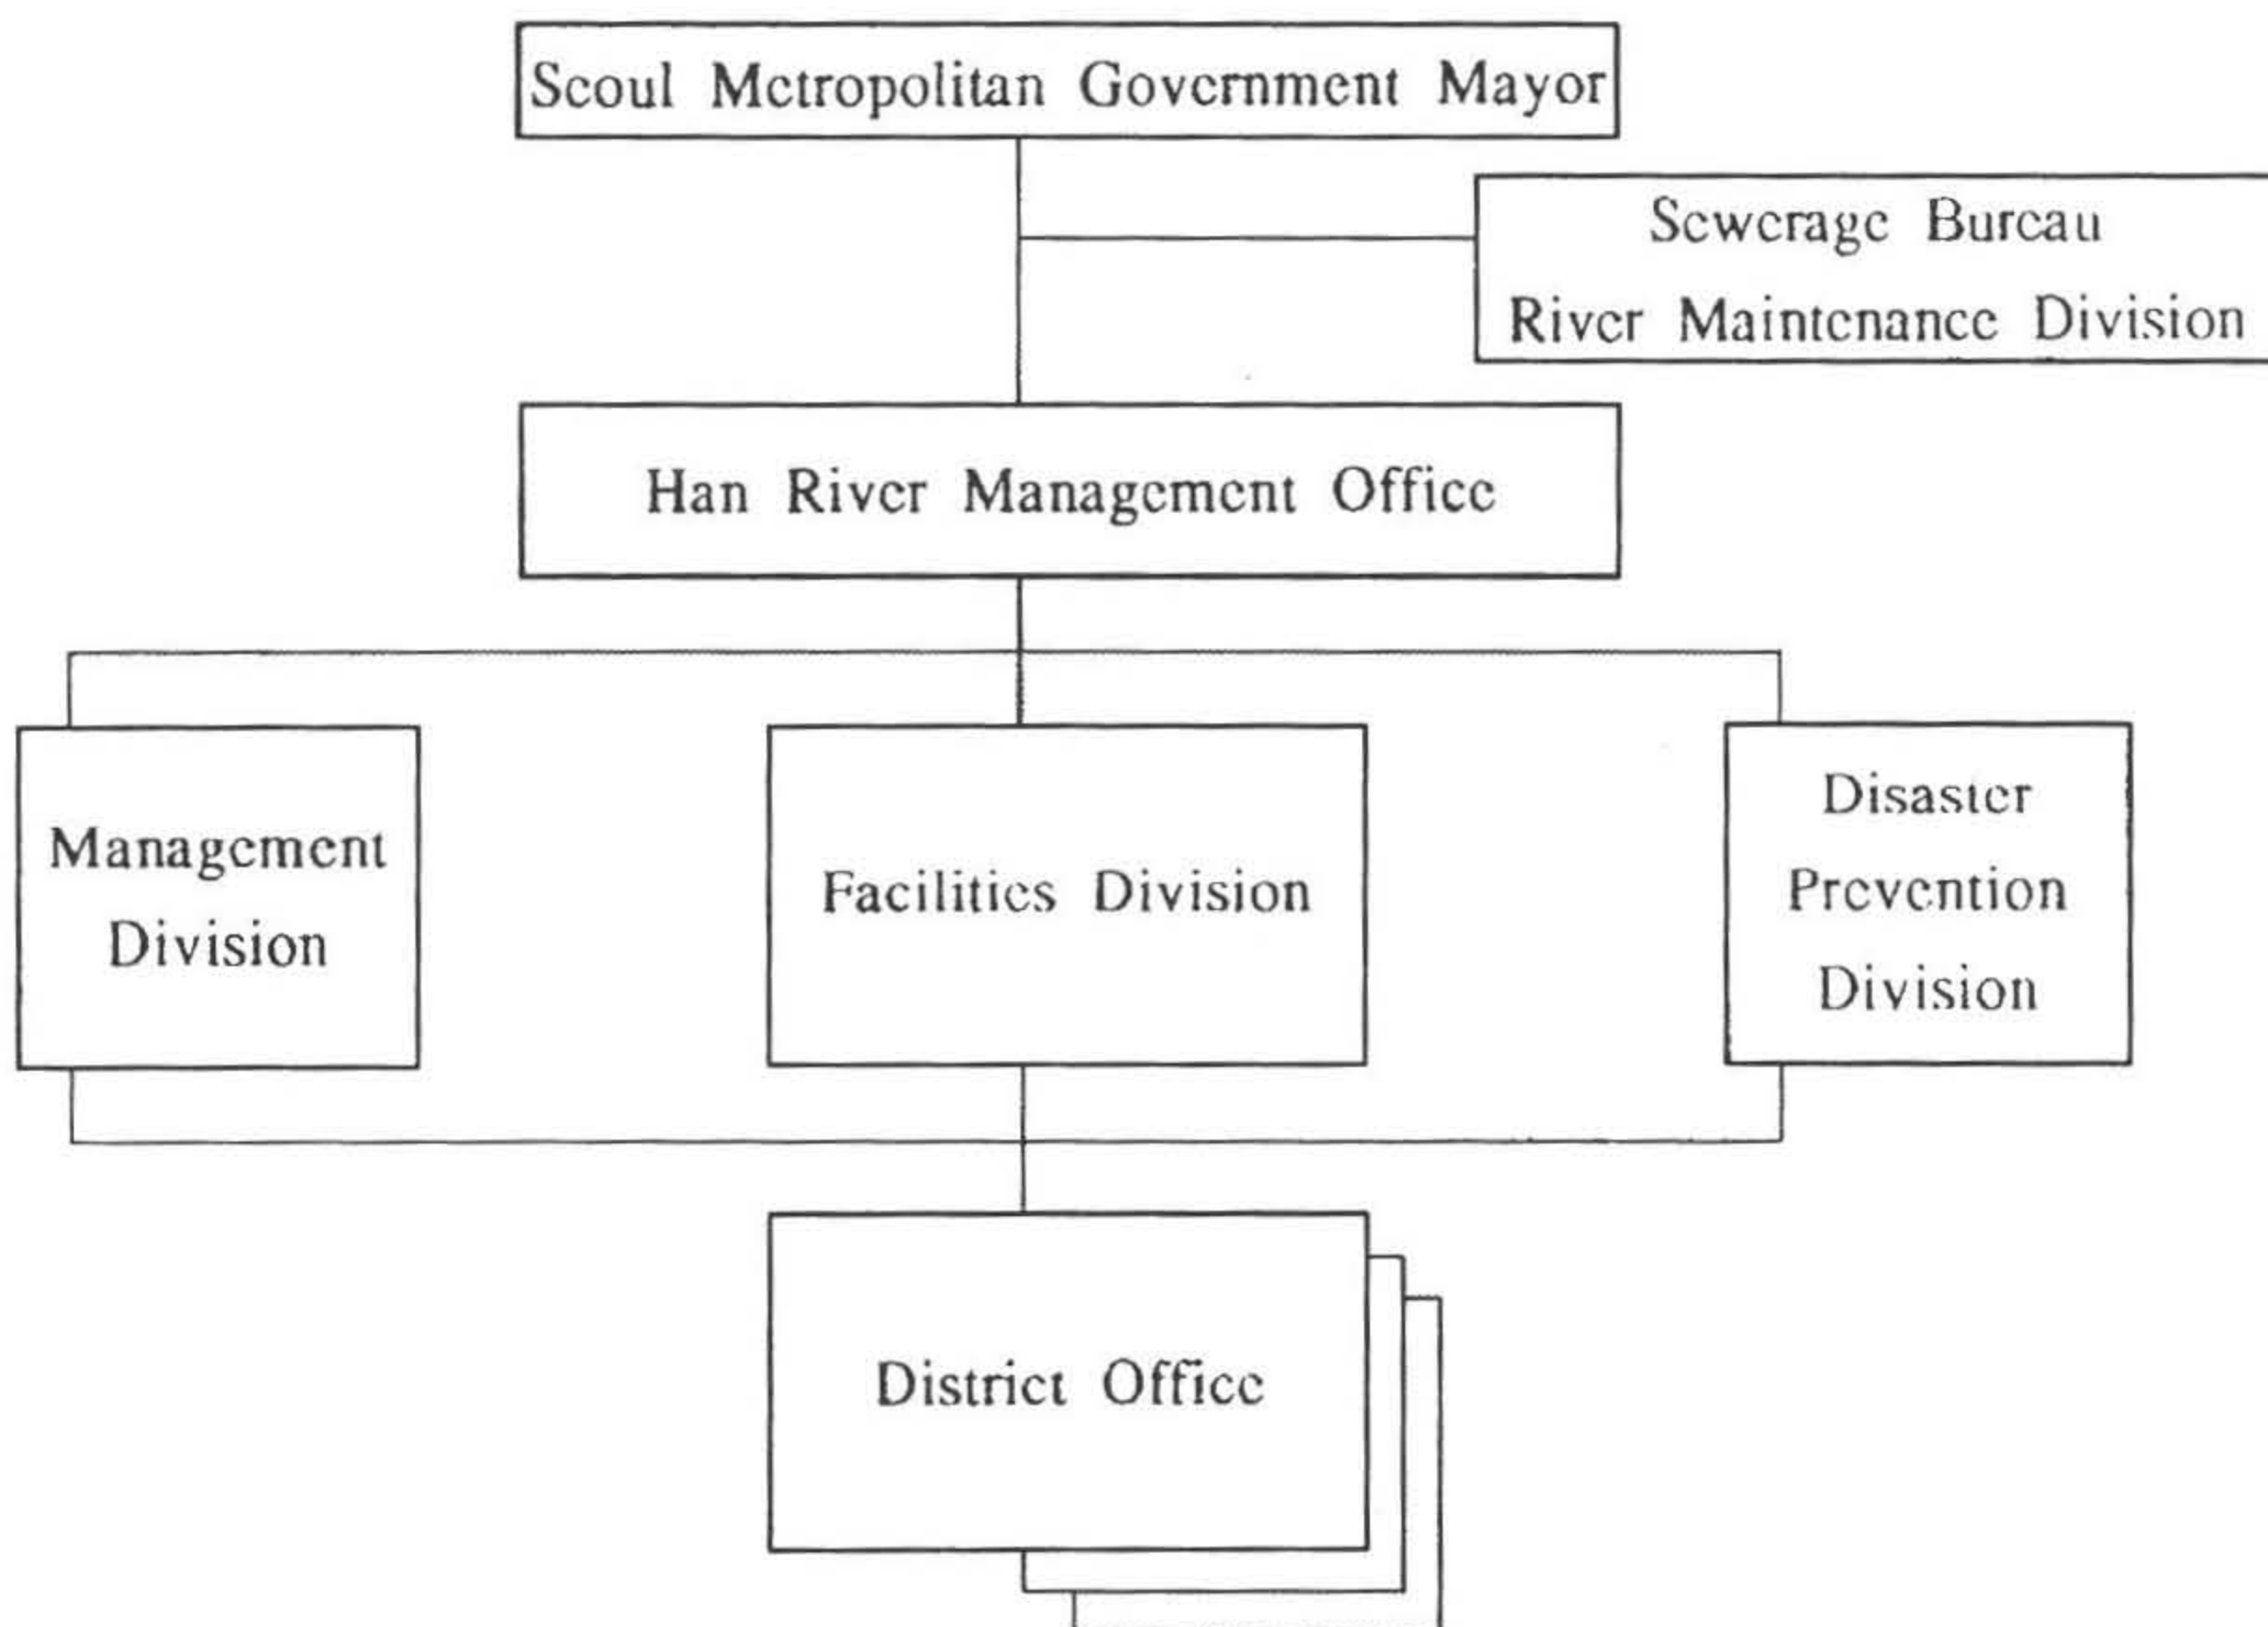 Seoul Metropolitan Government Mayor
Sewerage Bureau
River Maintenance Division
Han River Management Office
Management
Division
Facilities Division
Disaster
Prevention
Division
District Office